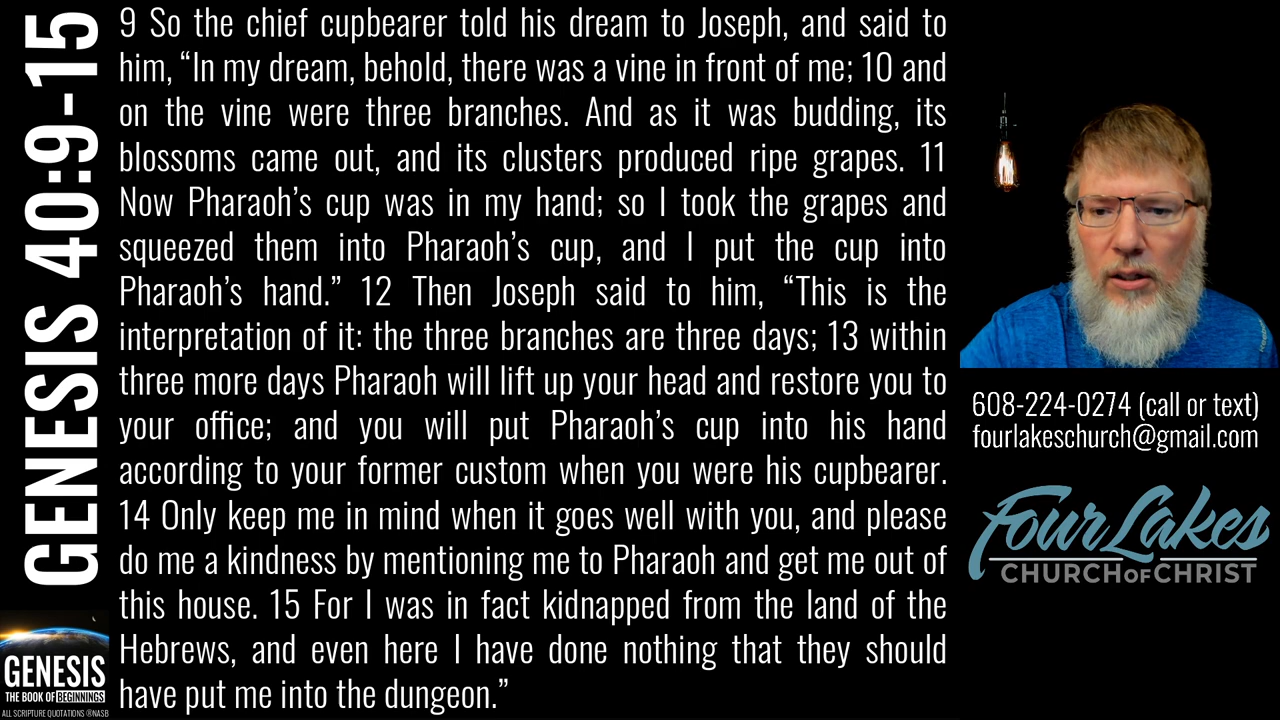 GENESIS 40:9-15
9 So the chief cupbearer told his dream to Joseph, and said to
him, “In my dream, behold, there was a vine in front of me; 10 and
on the vine were three branches. And as it was budding, its
blossoms came out, and its clusters produced ripe grapes. 11
Now Pharaoh’s cup was in my hand; so I took the grapes and
squeezed them into Pharaoh’s cup, and I put the cup into
Pharaoh’s hand.” 12 Then Joseph said to him, “This is the
interpretation of it: the three branches are three days; 13 within
three more days Pharaoh will lift up your head and restore you to
your office; and you will put Pharaoh’s cup into his hand
according to your former custom when you were his cupbearer.
14 Only keep me in mind when it goes well with you, and please
do me a kindness by mentioning me to Pharaoh and get me out of
this house. 15 For I was in fact kidnapped from the land of the
Hebrews, and even here I have done nothing that they should
have put me into the dungeon.”
GENESIS
THE BOOK OF BEGINNINGS
ALL SCRIPTURE QUOTATIONS ®NASB
608-224-0274 (call or text)
fourlakeschurch@gmail.com
Four Lakes
CHURCH OF CHRIST